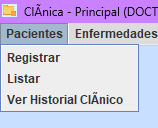 ClÃnica - Principal (DOCT
Pacientes Enfermedades
Registrar
Listar
Ver Historial ClÃnico